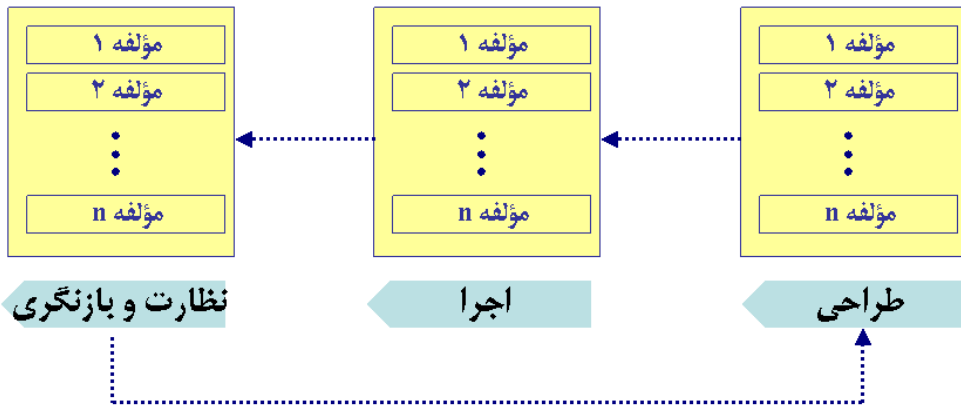 مؤلفه ۱
مؤلفه ۲
مؤلفه n
طراحی
مؤلفه ۱
مؤلفه ۲
مؤلفه n
اجرا
مؤلفه ۱
مؤلفه ۲
مؤلفه n
نظارت و بازنگری